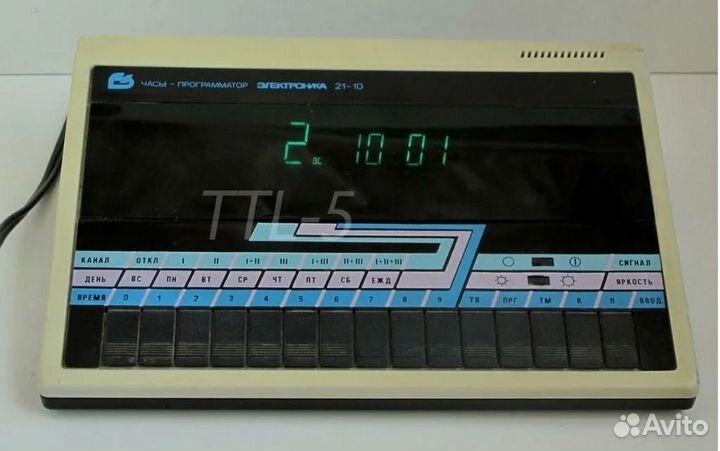 ЧАСЫ - ПРОГРАММАТОР ЭЛЕКТРОНИКА 21-10
2 ВС 10 01
TTL-5
КАНАЛ ОТКЛ I II I+II III I+III II+III I+II+III СИГНАЛ
ДЕНЬ ВС ПН ВТ СР ЧТ ПТ СБ ЕЖД ЯРКОСТЬ
ВРЕМЯ 0 1 2 3 4 5 6 7 8 9 ТВ ПРГ ТМ К П ВВОД
Avito